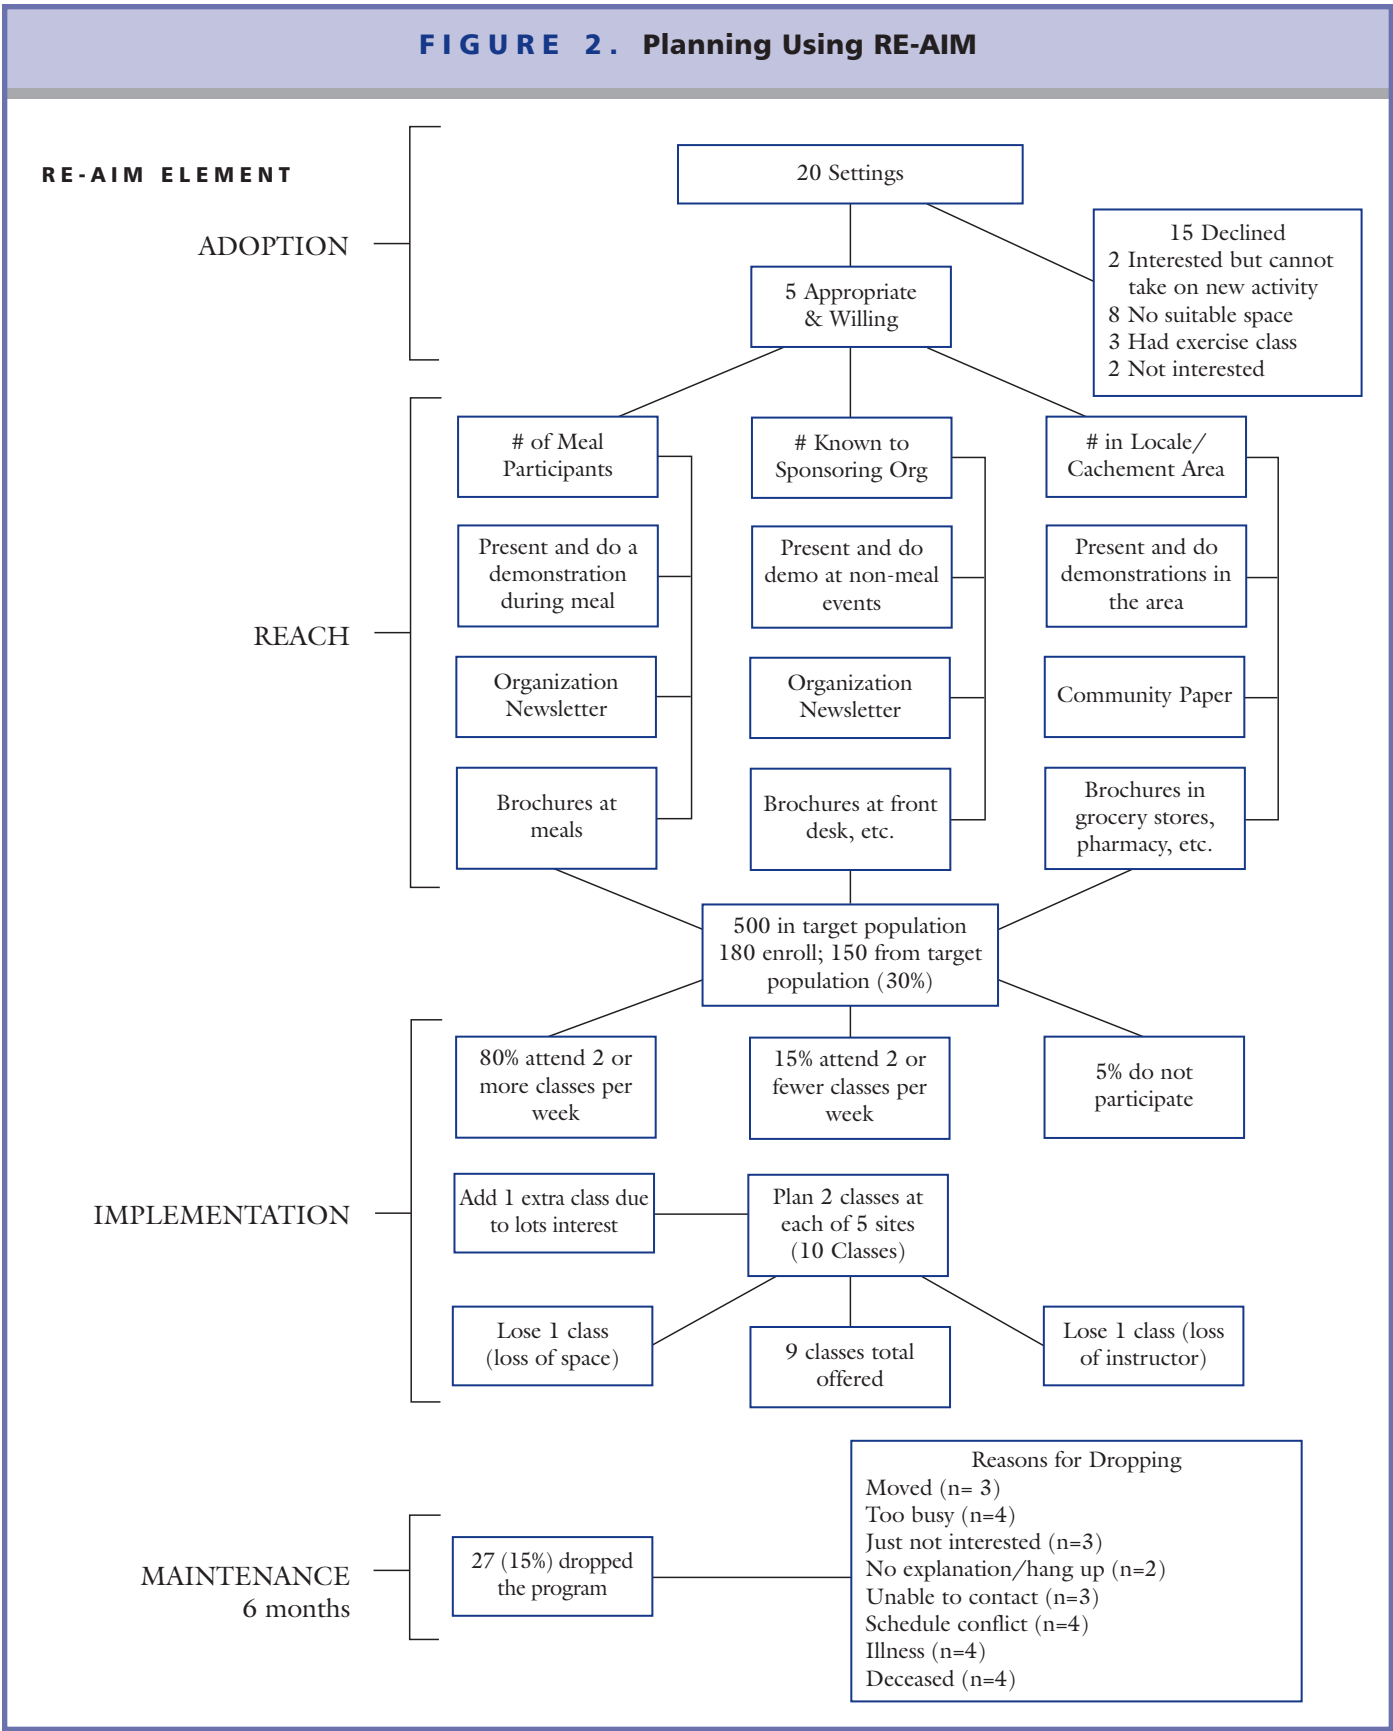 FIGURE 2. Planning Using RE-AIM
RE-AIM ELEMENT
ADOPTION
20 Settings
15 Declined
2 Interested but cannot
take on new activity
8 No suitable space
3 Had exercise class
2 Not interested
5 Appropriate
& Willing
REACH
# of Meal
Participants
Present and do a
demonstration
during meal
Organization
Newsletter
Brochures at
meals
# Known to
Sponsoring Org
Present and do
demo at non-meal
events
Organization
Newsletter
Brochures at front
desk, etc.
# in Locale/
Cachement Area
Present and do
demonstrations in
the area
Community Paper
Brochures in
grocery stores,
pharmacy, etc.
500 in target population
180 enroll; 150 from target
population (30%)
IMPLEMENTATION
80% attend 2 or
more classes per
week
15% attend 2 or
fewer classes per
week
5% do not
participate
Add 1 extra class due
to lots interest
Plan 2 classes at
each of 5 sites
(10 Classes)
Lose 1 class
(loss of space)
9 classes total
offered
Lose 1 class (loss
of instructor)
MAINTENANCE
6 months
27 (15%) dropped
the program
Reasons for Dropping
Moved (n= 3)
Too busy (n=4)
Just not interested (n=3)
No explanation/hang up (n=2)
Unable to contact (n=3)
Schedule conflict (n=4)
Illness (n=4)
Deceased (n=4)